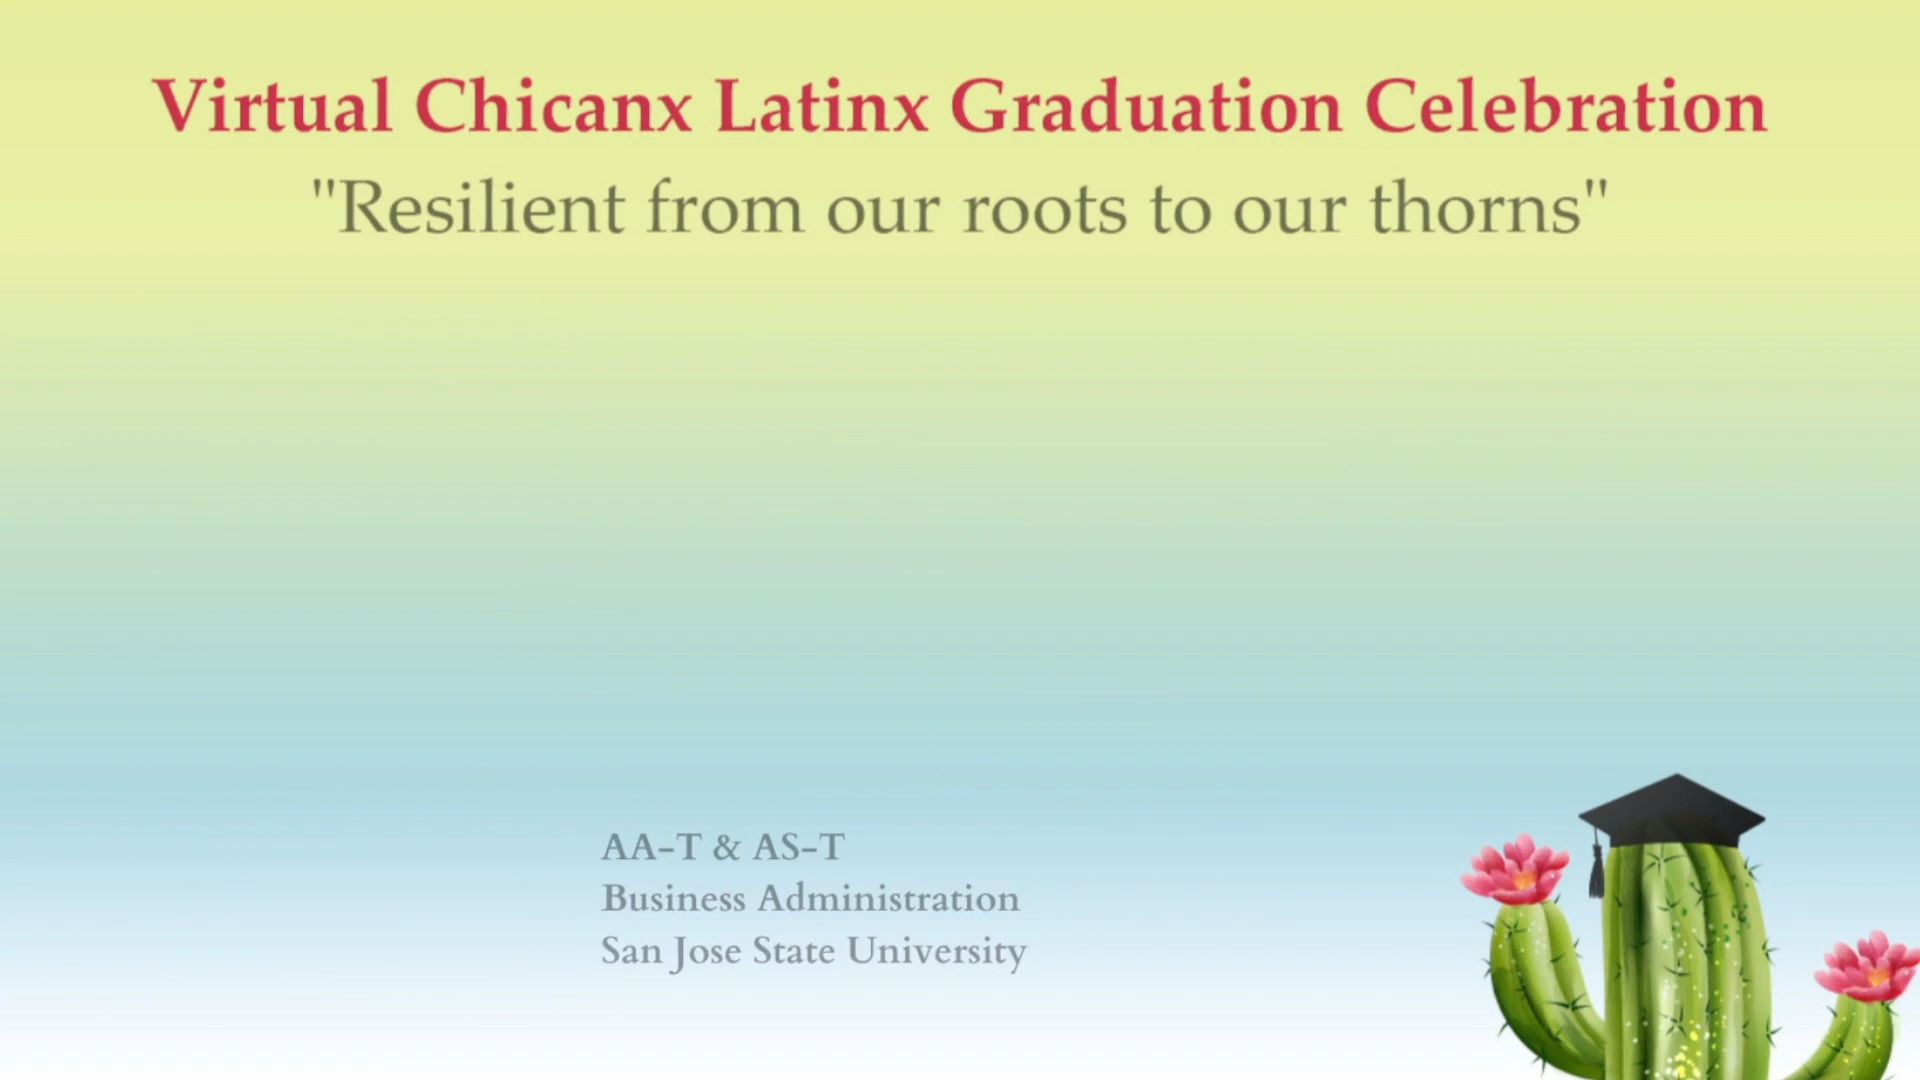 Virtual Chicanx Latinx Graduation Celebration
"Resilient from our roots to our thorns"
AA-T & AS-T
Business Administration
San Jose State University